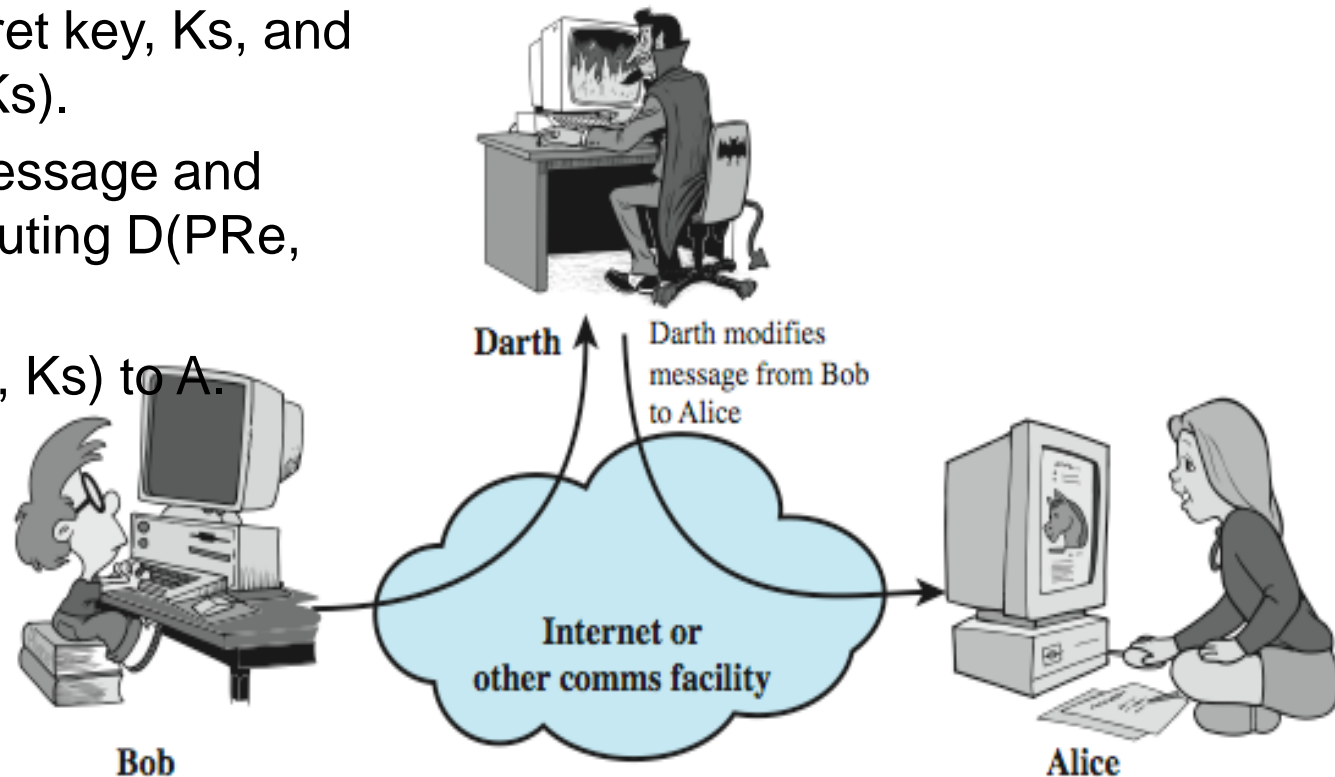 ret key, Ks, and
Ks).
essage and
uting D(PRe,
, Ks) to A.
Darth
Darth modifies
message from Bob
to Alice
Internet or
other comms facility
Bob
Alice